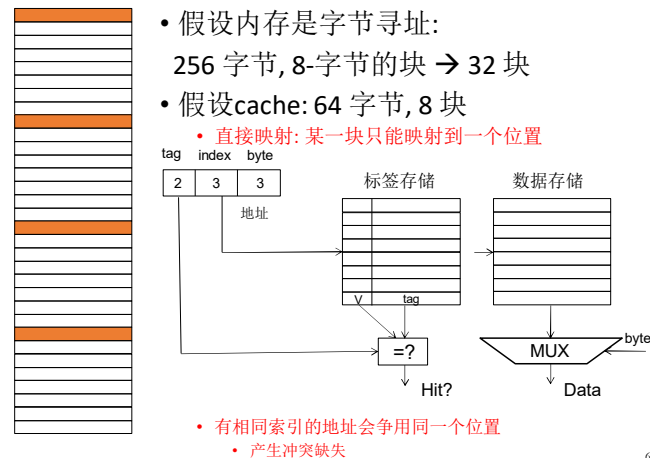 • 假设内存是字节寻址:
256 字节, 8-字节的块 → 32 块
• 假设cache: 64 字节, 8 块
• 直接映射: 某一块只能映射到一个位置
tag index byte
2 3 3
地址
标签存储
数据存储
V tag
=?
MUX
byte
Hit?
Data
• 有相同索引的地址会争用同一个位置
• 产生冲突缺失